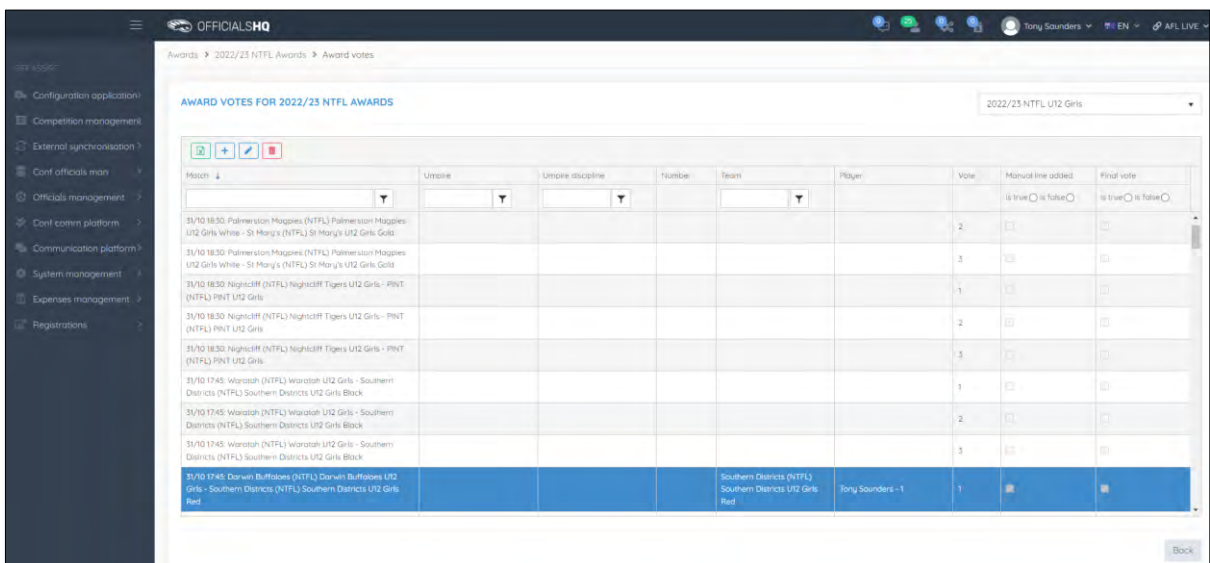 OFFICIALSHQ
25
Tony Saunders
EN
AFL LIVE
Awards > 2022/23 NTFL Awards > Award votes
Configuration application
Competition management
External synchronisation
Conf officials man
Officials management
Conf comm platform
Communication platform
System management
Expenses management
Registrations
AWARD VOTES FOR 2022/23 NTFL AWARDS
2022/23 NTFL U12 Girls
Match Umpire Umpire discipline Number Team Player Vote Manual line added Final vote
is true is false is true is false
31/10 18:30: Palmerston Magpies (NTFL) Palmerston Magpies
U12 Girls White - St Mary's (NTFL) St Mary's U12 Girls Gold
2
31/10 18:30: Palmerston Magpies (NTFL) Palmerston Magpies
U12 Girls White - St Mary's (NTFL) St Mary's U12 Girls Gold
3
31/10 18:30: Nightcliff (NTFL) Nightcliff Tigers U12 Girls - PINT
(NTFL) PINT U12 Girls
1
31/10 18:30: Nightcliff (NTFL) Nightcliff Tigers U12 Girls - PINT
(NTFL) PINT U12 Girls
2
31/10 18:30: Nightcliff (NTFL) Nightcliff Tigers U12 Girls - PINT
(NTFL) PINT U12 Girls
3
31/10 17:45: Waratah (NTFL) Waratah U12 Girls - Southern
Districts (NTFL) Southern Districts U12 Girls Black
1
31/10 17:45: Waratah (NTFL) Waratah U12 Girls - Southern
Districts (NTFL) Southern Districts U12 Girls Black
2
31/10 17:45: Waratah (NTFL) Waratah U12 Girls - Southern
Districts (NTFL) Southern Districts U12 Girls Black
3
31/10 17:45: Darwin Buffaloes (NTFL) Darwin Buffaloes U12
Girls - Southern Districts (NTFL) Southern Districts U12 Girls
Red
Southern Districts (NTFL)
Southern Districts U12 Girls
Red
Tony Saunders - 1
1
Back